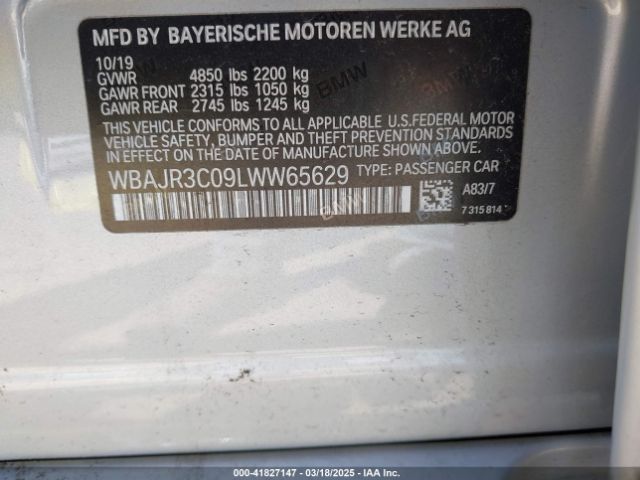 MFD BY BAYERISCHE MOTOREN WERKE AG
10/19
GVWR 4850 lbs 2200 kg
GAWR FRONT 2315 lbs 1050 kg
GAWR REAR 2745 lbs 1245 kg
THIS VEHICLE CONFORMS TO ALL APPLICABLE U.S.FEDERAL MOTOR
VEHICLE SAFETY, BUMPER AND THEFT PREVENTION STANDARDS
IN EFFECT ON THE DATE OF MANUFACTURE SHOWN ABOVE.
WBAJR3C09LWW65629 TYPE: PASSENGER CAR
A83/7
7 315 814
BMW
BMW
BMW
000-41827147 — 03/18/2025 — IAA Inc.